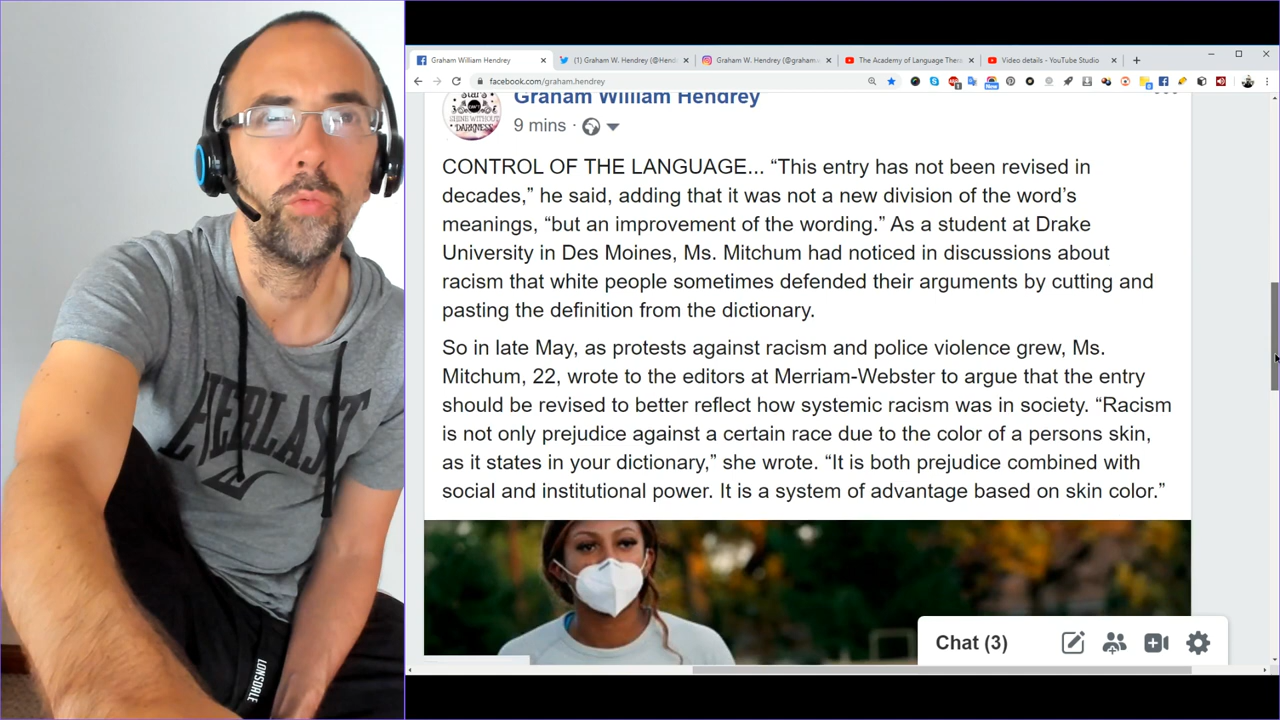 Graham William Hendrey
(1) Graham W. Hendrey (@Hend
Graham W. Hendrey (@graham.
The Academy of Language Thera
Video details - YouTube Studio
facebook.com/graham.hendrey
SHINE WITHOUT
DARKNESS
Graham William Hendrey
9 mins ·
CONTROL OF THE LANGUAGE... “This entry has not been revised in
decades,” he said, adding that it was not a new division of the word’s
meanings, “but an improvement of the wording.” As a student at Drake
University in Des Moines, Ms. Mitchum had noticed in discussions about
racism that white people sometimes defended their arguments by cutting and
pasting the definition from the dictionary.
So in late May, as protests against racism and police violence grew, Ms.
Mitchum, 22, wrote to the editors at Merriam-Webster to argue that the entry
should be revised to better reflect how systemic racism was in society. “Racism
is not only prejudice against a certain race due to the color of a persons skin,
as it states in your dictionary,” she wrote. “It is both prejudice combined with
social and institutional power. It is a system of advantage based on skin color.”
Chat (3)
EVERLAST
LONSDALE